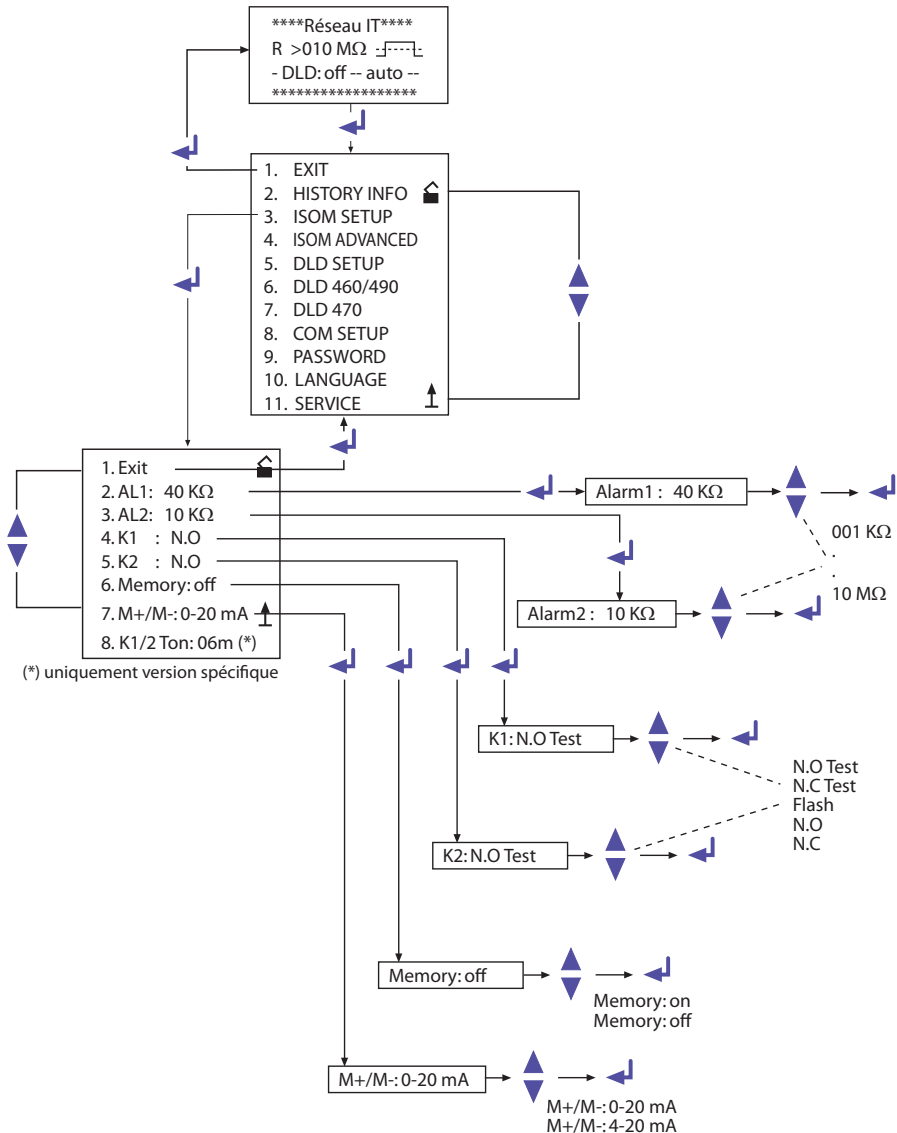 ****Réseau IT****
R >010 MΩ
- DLD: off -- auto --
******************
1. EXIT
2. HISTORY INFO
3. ISOM SETUP
4. ISOM ADVANCED
5. DLD SETUP
6. DLD 460/490
7. DLD 470
8. COM SETUP
9. PASSWORD
10. LANGUAGE
11. SERVICE
1. Exit
2. AL1: 40 KΩ
3. AL2: 10 KΩ
4. K1 : N.O
5. K2 : N.O
6. Memory: off
7. M+/M-: 0-20 mA
8. K1/2 Ton: 06m (*)
(*) uniquement version spécifique
Alarm1 : 40 KΩ
001 KΩ
.
.
10 MΩ
Alarm2 : 10 KΩ
K1: N.O Test
N.O Test
N.C Test
Flash
N.O
N.C
K2: N.O Test
Memory: off
Memory: on
Memory: off
M+/M-: 0-20 mA
M+/M-: 0-20 mA
M+/M-: 4-20 mA